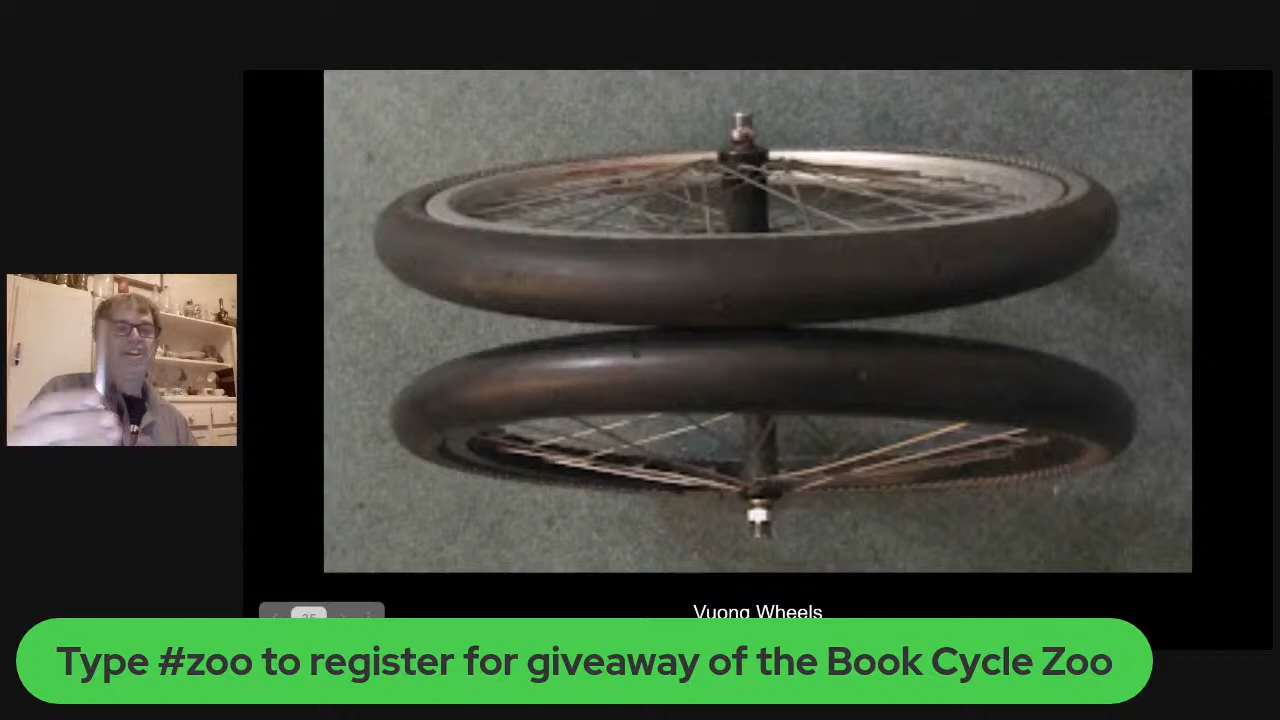 Vuong Wheels
Type #zoo to register for giveaway of the Book Cycle Zoo